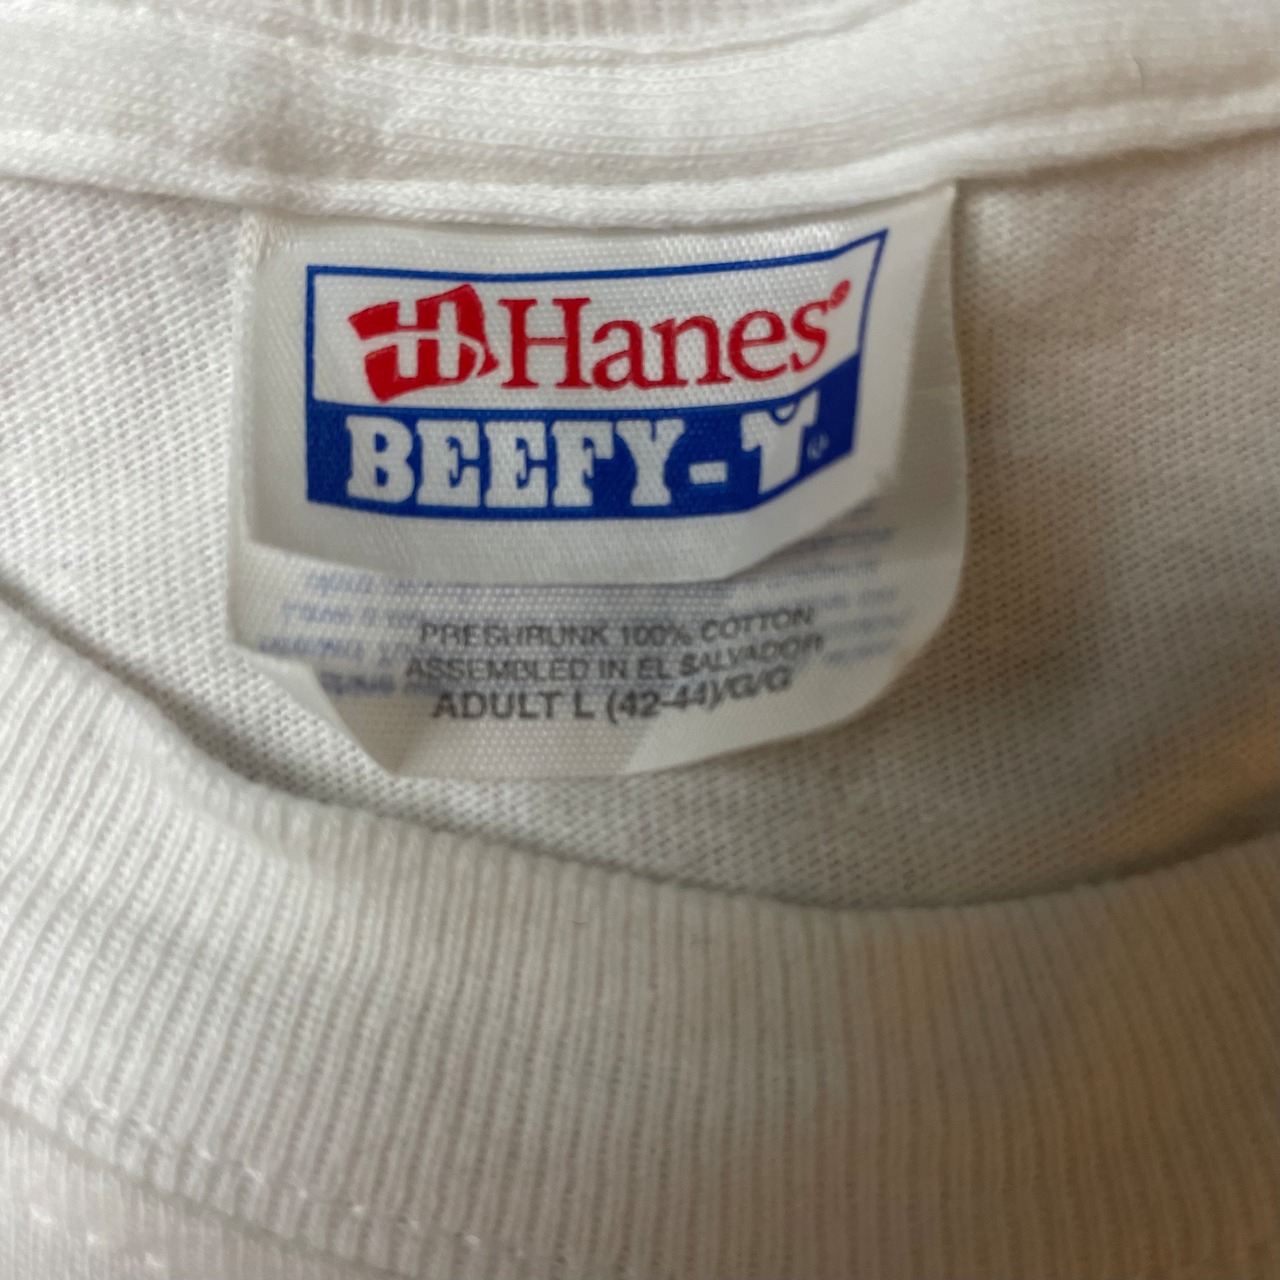 H Hanes®
BEEFY-T
PRESHRUNK 100% COTTON
ASSEMBLED IN EL SALVADOR
ADULT L (42-44)/G/G